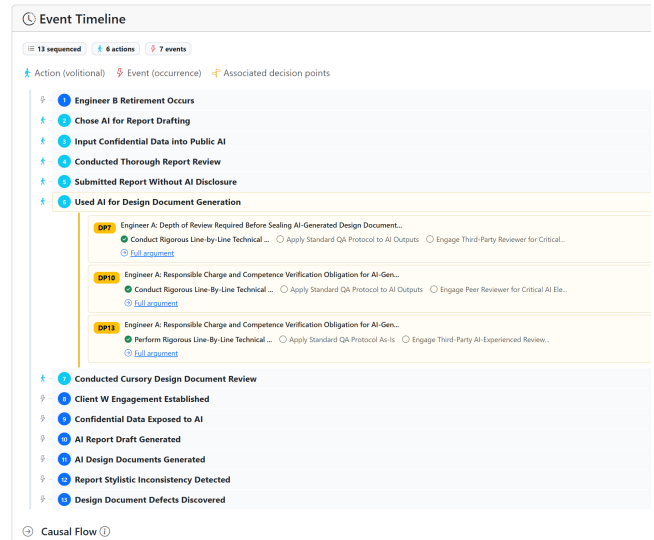 Event Timeline
13 sequenced 6 actions 7 events
Action (volitional) Event (occurrence) Associated decision points
1 Engineer B Retirement Occurs
2 Chose AI for Report Drafting
3 Input Confidential Data into Public AI
4 Conducted Thorough Report Review
5 Submitted Report Without AI Disclosure
6 Used AI for Design Document Generation
DP7 Engineer A: Depth of Review Required Before Sealing AI-Generated Design Document...
Conduct Rigorous Line-by-Line Technical ... Apply Standard QA Protocol to AI Outputs Engage Third-Party Reviewer for Critical...
Full argument
DP10 Engineer A: Responsible Charge and Competence Verification Obligation for AI-Gen...
Conduct Rigorous Line-By-Line Technical ... Apply Standard QA Protocol to AI Outputs Engage Peer Reviewer for Critical AI Ele...
Full argument
DP13 Engineer A: Responsible Charge and Competence Verification Obligation for AI-Gen...
Perform Rigorous Line-By-Line Technical ... Apply Standard QA Protocol As-Is Engage Third-Party AI-Experienced Review...
Full argument
7 Conducted Cursory Design Document Review
8 Client W Engagement Established
9 Confidential Data Exposed to AI
10 AI Report Draft Generated
11 AI Design Documents Generated
12 Report Stylistic Inconsistency Detected
13 Design Document Defects Discovered
Causal Flow